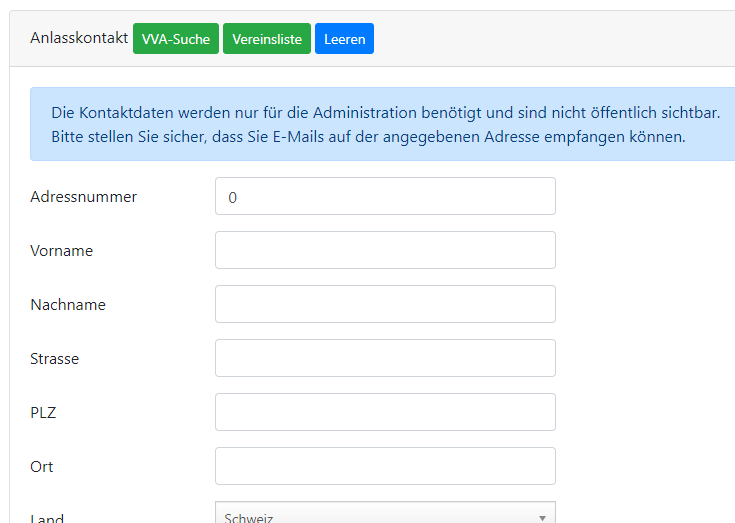 Anlasskontakt VVA-Suche Vereinsliste Leeren
Die Kontaktdaten werden nur für die Administration benötigt und sind nicht öffentlich sichtbar.
Bitte stellen Sie sicher, dass Sie E-Mails auf der angegebenen Adresse empfangen können.
Adressnummer 0
Vorname
Nachname
Strasse
PLZ
Ort
Land Schweiz